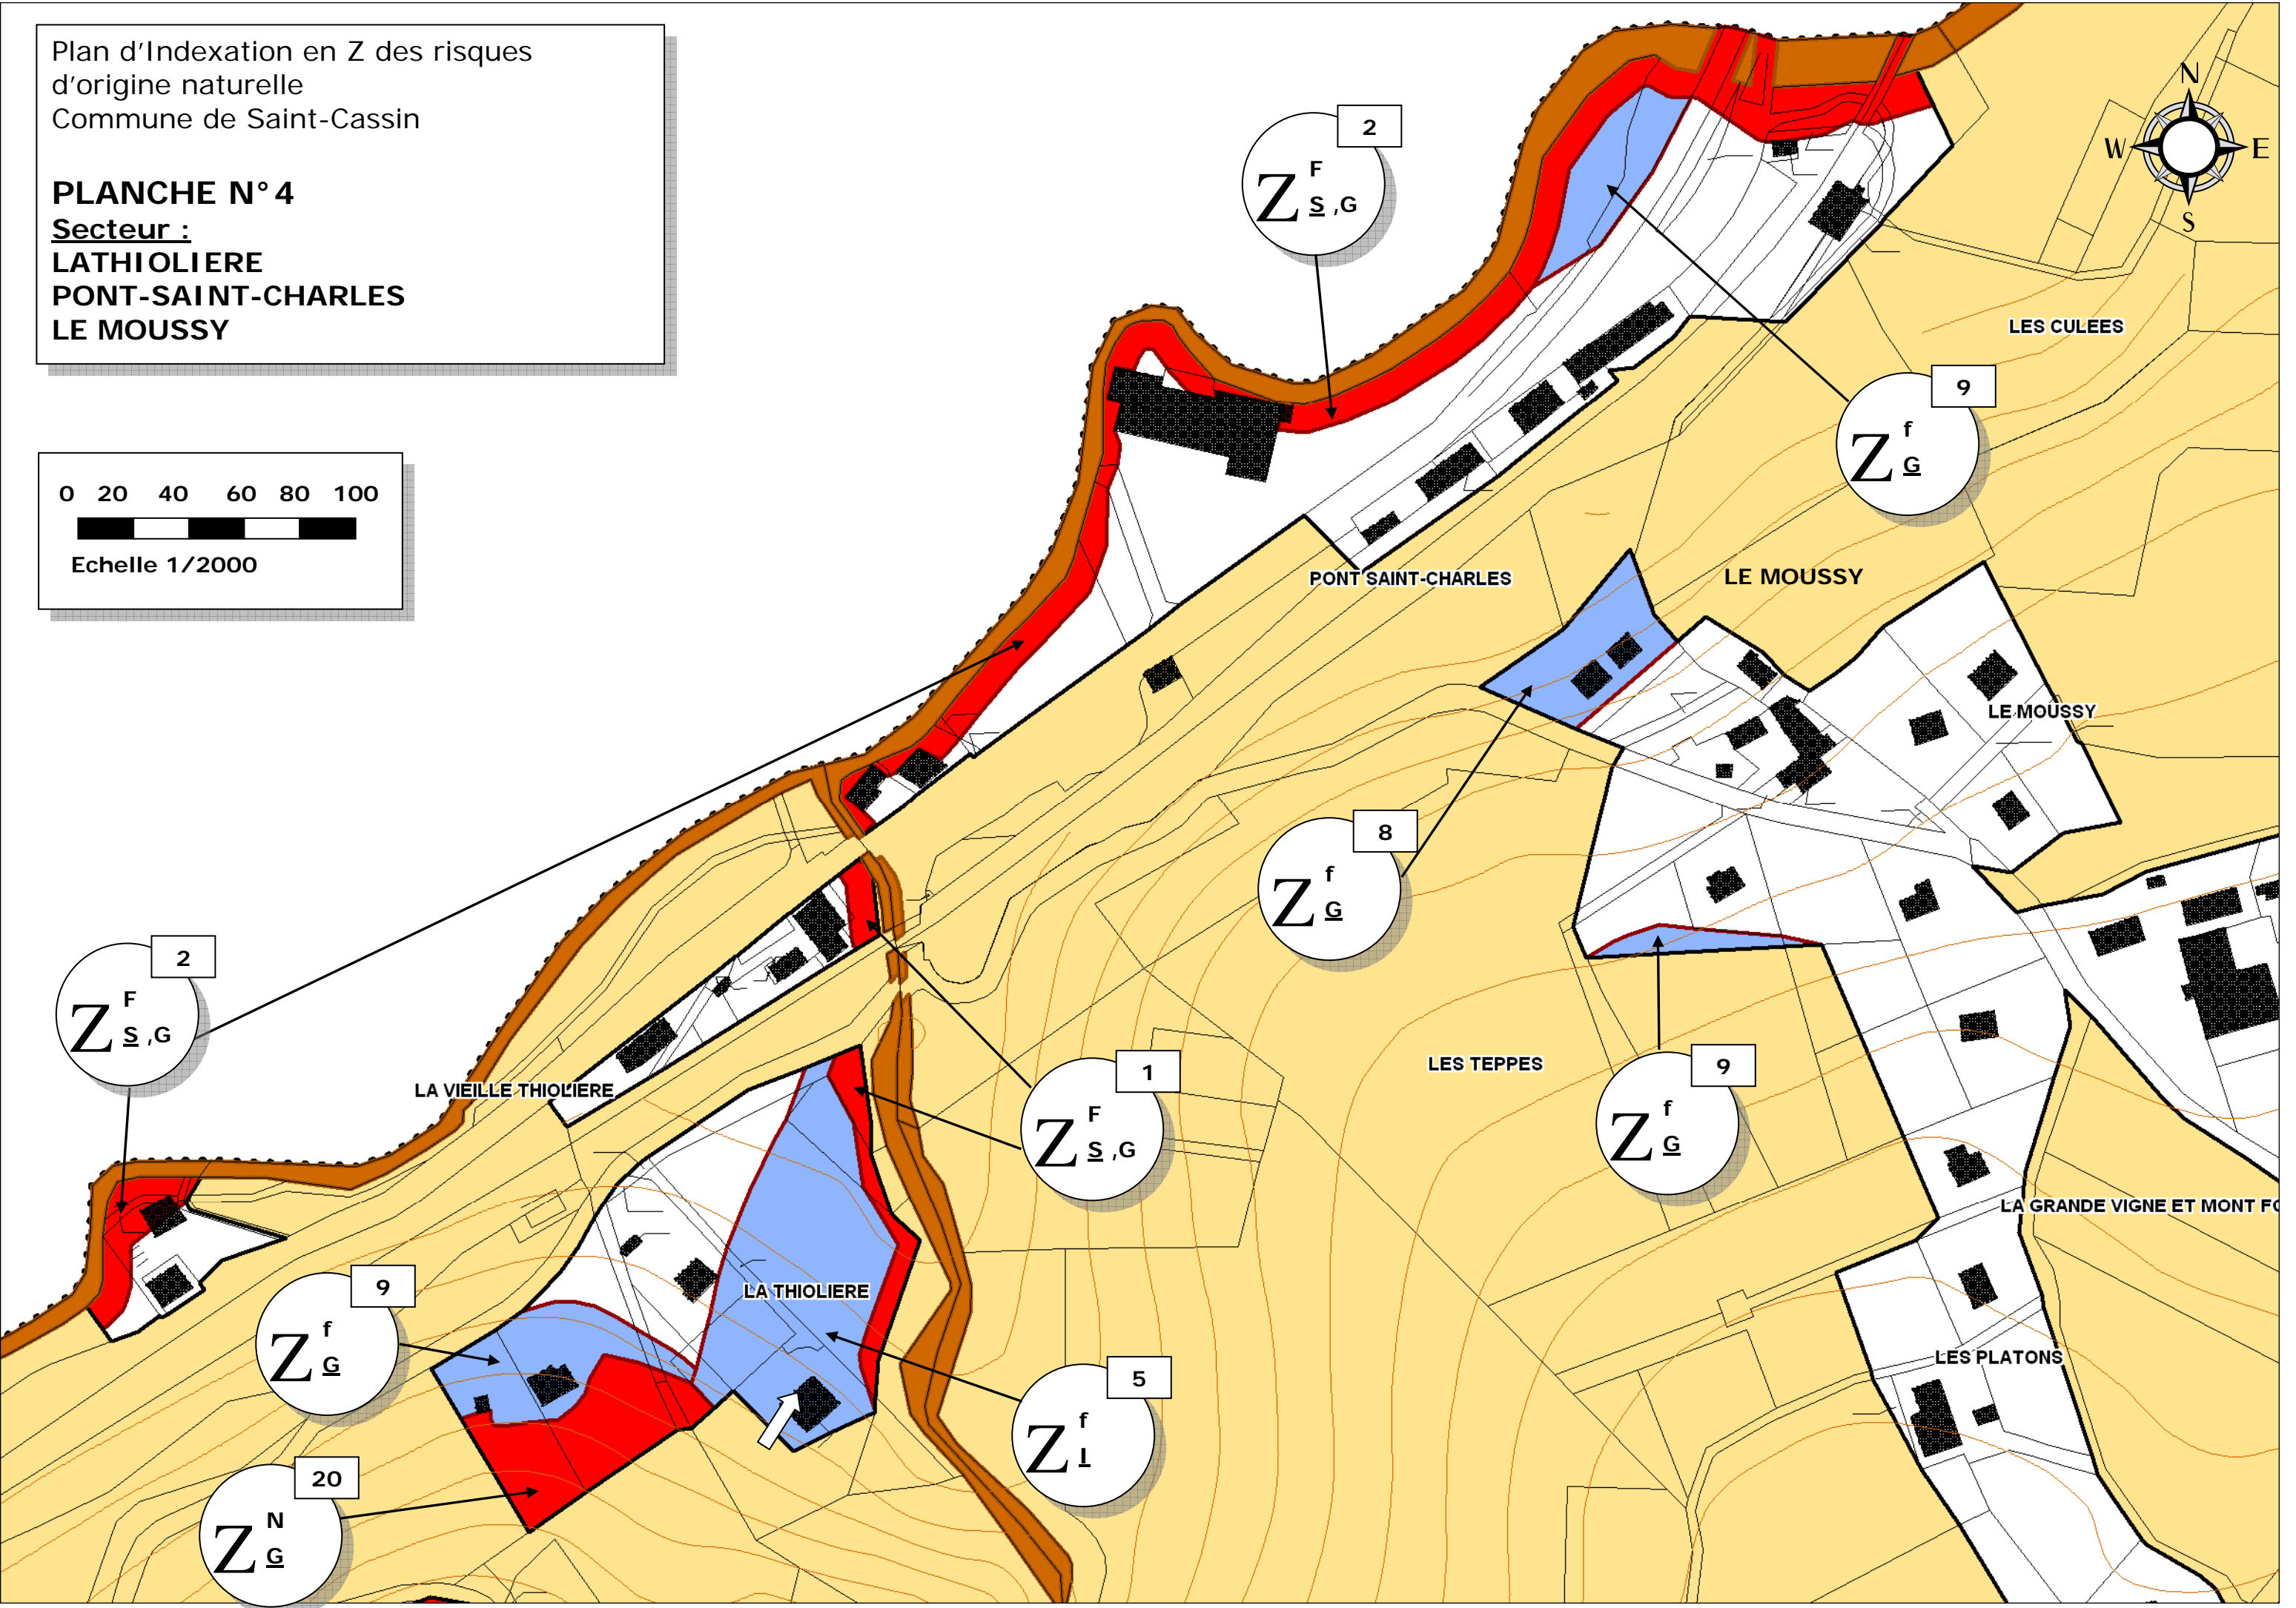 Plan d'Indexation en Z des risques
d'origine naturelle
Commune de Saint-Cassin
PLANCHE N° 4
Secteur :
LATHIOLIERE
PONT-SAINT-CHARLES
LE MOUSSY
0 20 40 60 80 100
Echelle 1/2000
N
W E
S
2
Z F
S ,G
LES CULEES
9
Z f
G
PONT SAINT-CHARLES
LE MOUSSY
LE MOUSSY
8
Z f
G
2
Z F
S ,G
LA VIEILLE THIOLIERE
1
Z F
S ,G
LES TEPPES
9
Z f
G
LA GRANDE VIGNE ET MONT FO
9
Z f
G
LA THIOLIERE
5
Z f
I
LES PLATONS
20
Z N
G